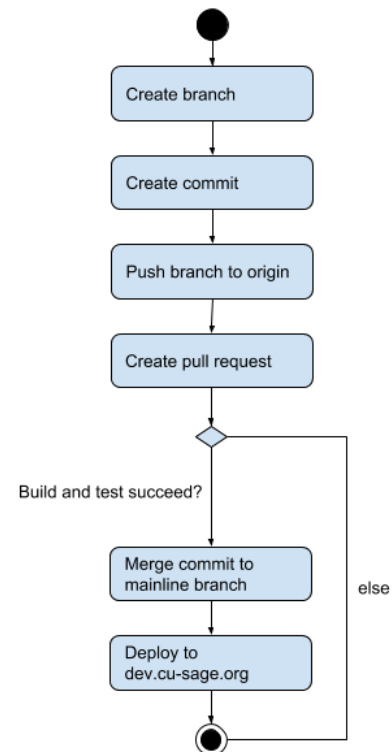 Create branch
Create commit
Push branch to origin
Create pull request
Build and test succeed?
Merge commit to
mainline branch
else
Deploy to
dev.cu-sage.org